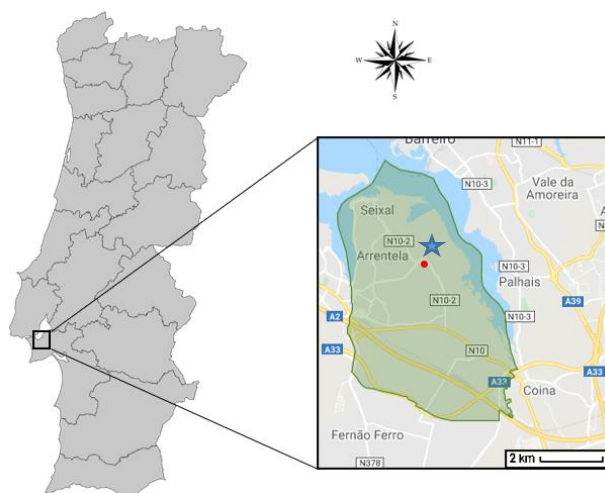 N
W
E
S
Barreiro
N11-1
N10-3
Vale da
Amoreira
Seixal
N10-2
Arrentela
N10-3
Palhais
A39
N10-2
N10-3
A2
A33
N10
A33
A33
Coina
Fernão Ferro
N378
2 km